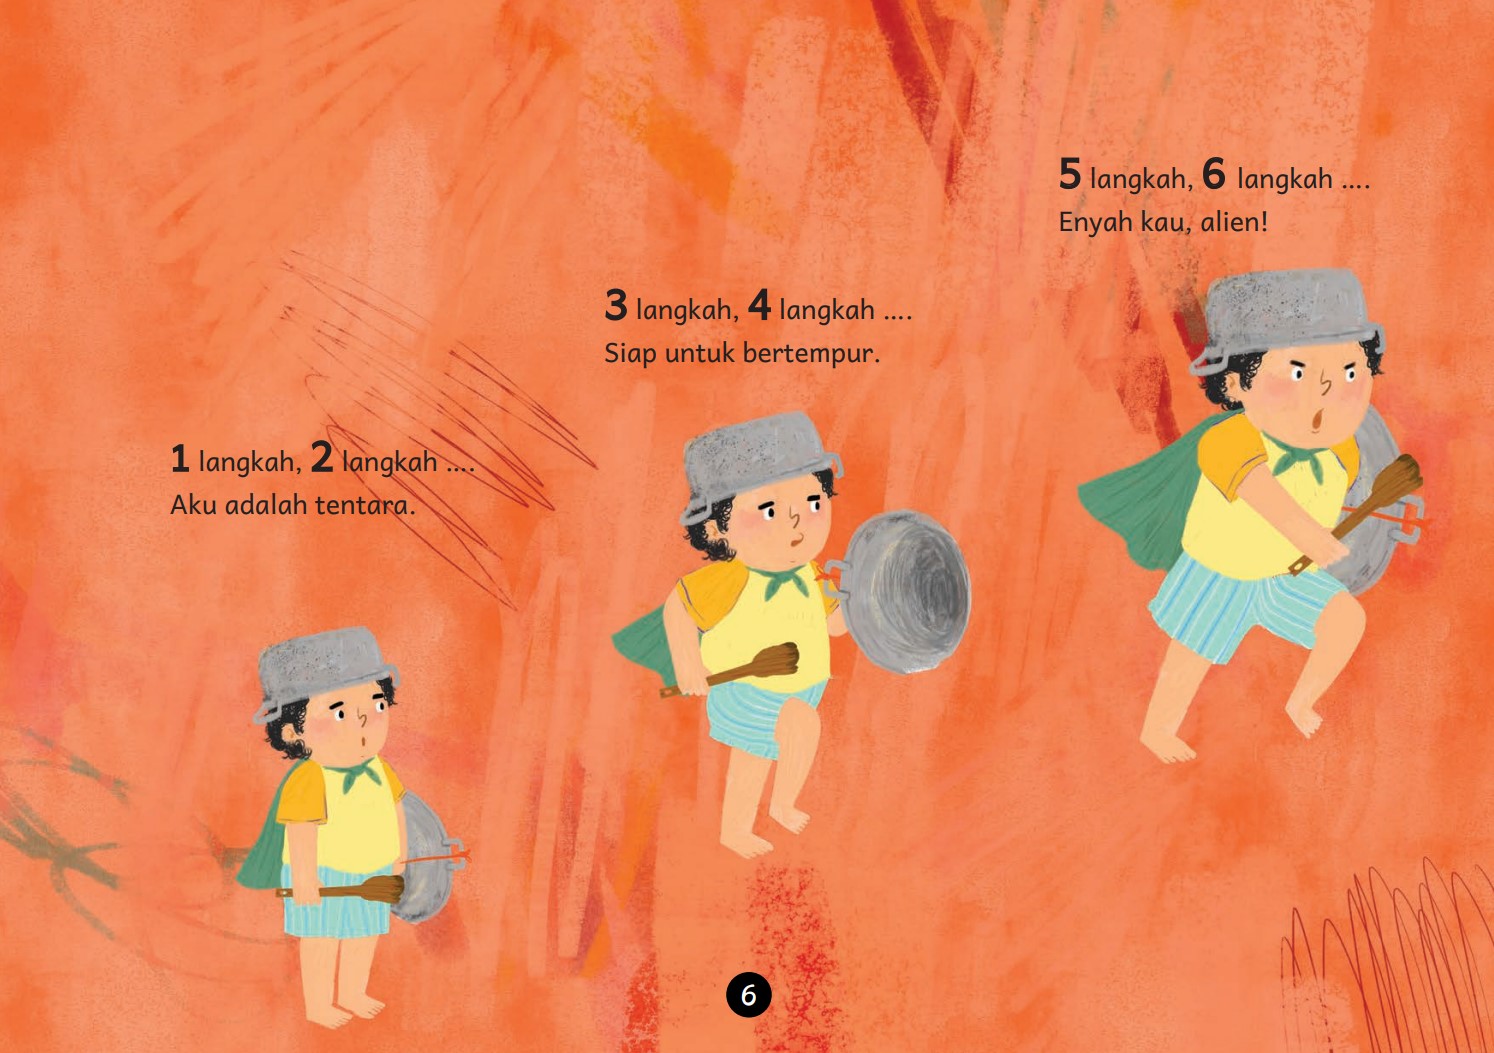 1 langkah, 2 langkah ....
Aku adalah tentara.
3 langkah, 4 langkah ....
Siap untuk bertempur.
5 langkah, 6 langkah ....
Enyah kau, alien!
6